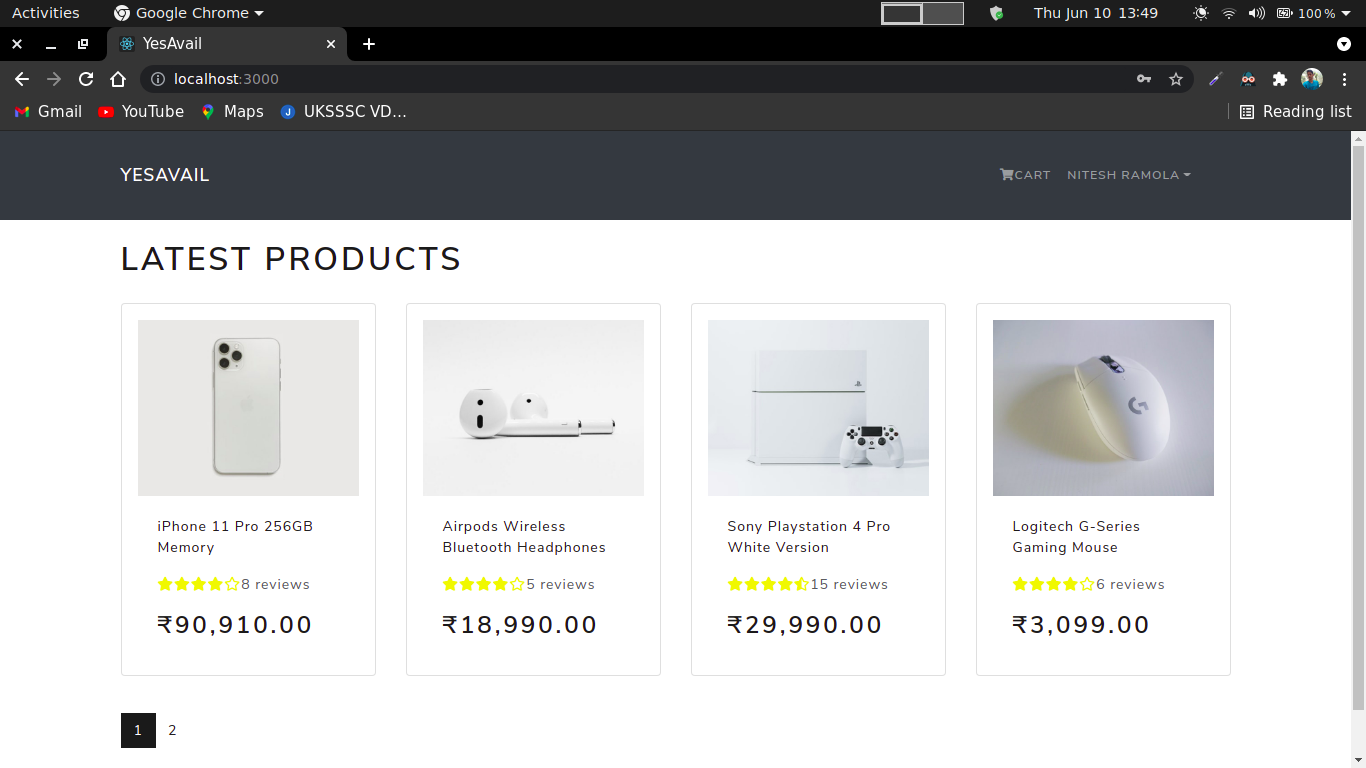 Activities
Google Chrome
Thu Jun 10 13:49
100 %
YesAvail
localhost:3000
Gmail
YouTube
Maps
J
UKSSSC VD…
Reading list
YESAVAIL
CART
NITESH RAMOLA
LATEST PRODUCTS
iPhone 11 Pro 256GB
Memory
8 reviews
₹90,910.00
Airpods Wireless
Bluetooth Headphones
5 reviews
₹18,990.00
Sony Playstation 4 Pro
White Version
15 reviews
₹29,990.00
G
Logitech G-Series
Gaming Mouse
6 reviews
₹3,099.00
1
2